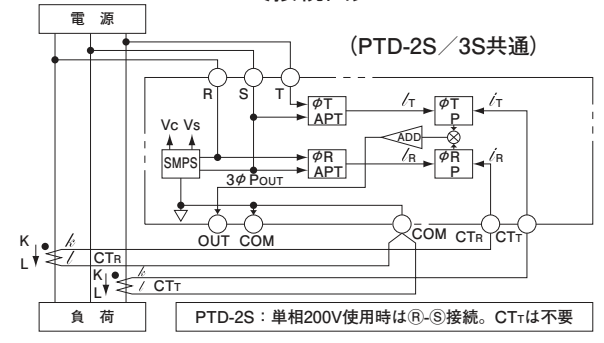 電 源
(PTD-2S／3S共通)
R
S
T
φT
APT
lT
φT
P
iT
Vc Vs
ADD
SMPS
φR
APT
lR
φR
P
iR
3φ POUT
OUT
COM
COM
CTR
CTT
K
k
L
l
CTR
K
k
L
l
CTT
負 荷
PTD-2S：単相200V使用時はⓇ-Ⓢ接続。CTTは不要